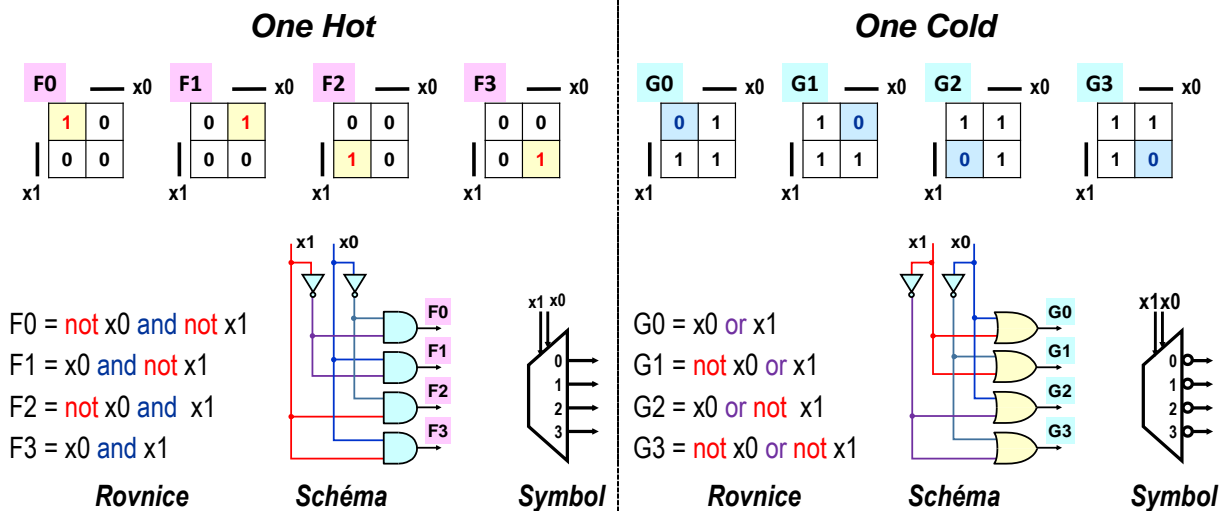 One Hot
F0 x0
1 0
0 0
x1
F1 x0
0 1
0 0
x1
F2 x0
0 0
1 0
x1
F3 x0
0 0
0 1
x1
x1 x0
F0
F1
F2
F3
F0 = not x0 and not x1
F1 = x0 and not x1
F2 = not x0 and x1
F3 = x0 and x1
x1 x0
0
1
2
3
Rovnice Schéma Symbol
One Cold
G0 x0
0 1
1 1
x1
G1 x0
1 0
1 1
x1
G2 x0
1 1
0 1
x1
G3 x0
1 1
1 0
x1
x1 x0
G0
G1
G2
G3
G0 = x0 or x1
G1 = not x0 or x1
G2 = x0 or not x1
G3 = not x0 or not x1
x1x0
0
1
2
3
Rovnice Schéma Symbol